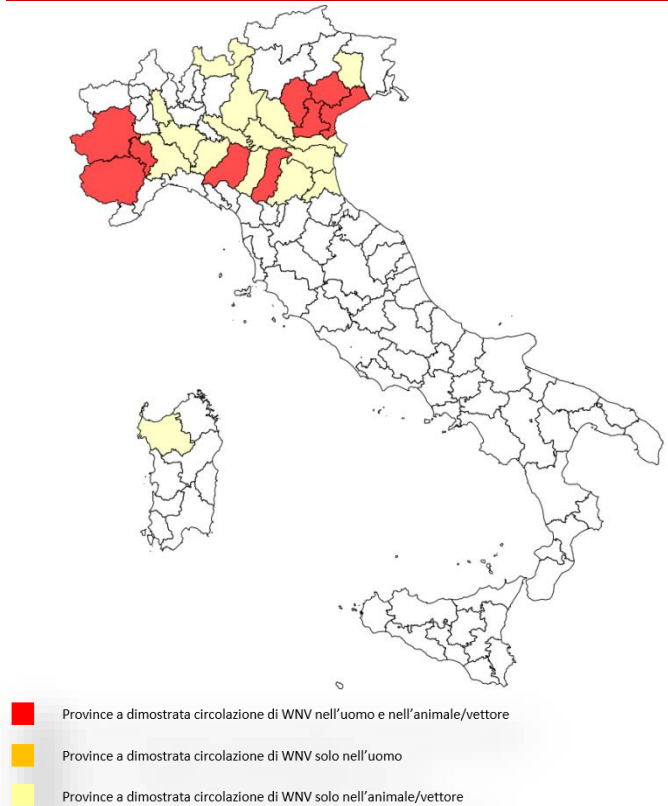 Province a dimostrata circolazione di WNV nell'uomo e nell'animale/vettore
Province a dimostrata circolazione di WNV solo nell'uomo
Province a dimostrata circolazione di WNV solo nell'animale/vettore